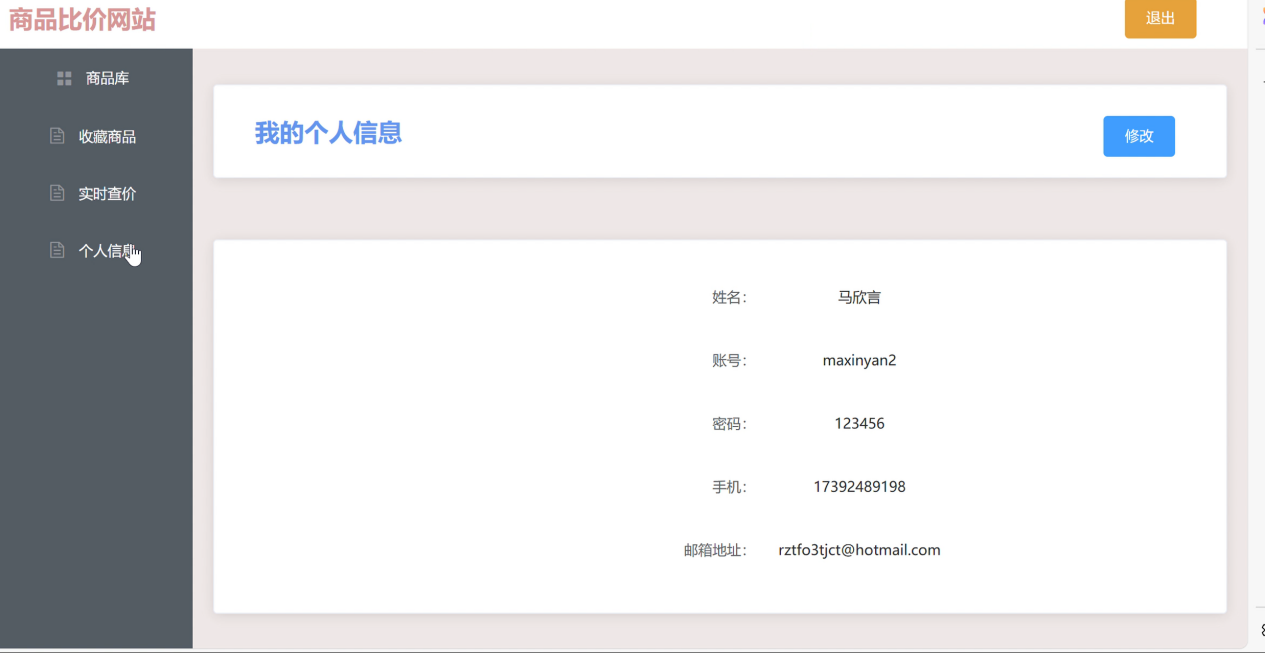 商品比价网站
退出
商品库
收藏商品
实时查价
个人信息
我的个人信息
修改
姓名：
马欣言
账号：
maxinyan2
密码：
123456
手机：
17392489198
邮箱地址：
rztfo3tjct@hotmail.com